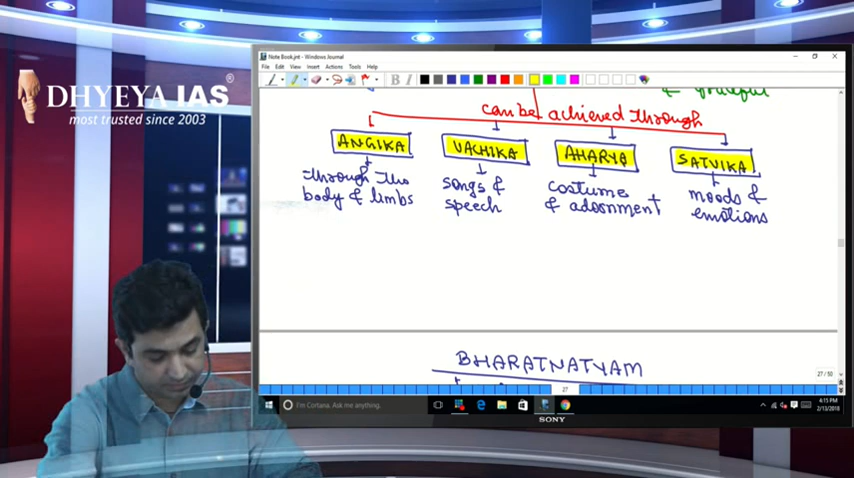 DHYEYA IAS®
most trusted since 2003
Note Book.jnt - Windows Journal
File Edit View Insert Actions Tools Help
B I
& grateful
can be achieved through
ANGIKA VACHIKA AHARYA SATVIKA
through the songs & costume moods &
body & limbs speech & adornment emotions
BHARATNATYAM
27 / 50
27
I'm Cortana. Ask me anything.
4:15 PM
2/13/2018
SONY